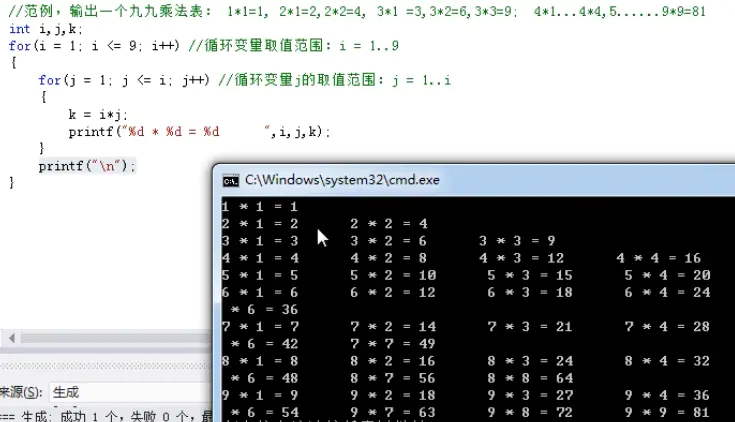 //范例，输出一个九九乘法表： 1*1=1, 2*1=2,2*2=4, 3*1 =3,3*2=6,3*3=9; 4*1...4*4,5......9*9=81
int i,j,k;
for(i = 1; i <= 9; i++) //循环变量取值范围：i = 1..9
{
for(j = 1; j <= i; j++) //循环变量j的取值范围：j = 1..i
{
k = i*j;
printf("%d * %d = %d      ",i,j,k);
}
printf("\n");
}
C:\Windows\system32\cmd.exe
1 * 1 = 1
2 * 1 = 2      2 * 2 = 4
3 * 1 = 3      3 * 2 = 6      3 * 3 = 9
4 * 1 = 4      4 * 2 = 8      4 * 3 = 12      4 * 4 = 16
5 * 1 = 5      5 * 2 = 10      5 * 3 = 15      5 * 4 = 20
6 * 1 = 6      6 * 2 = 12      6 * 3 = 18      6 * 4 = 24
* 6 = 36
7 * 1 = 7      7 * 2 = 14      7 * 3 = 21      7 * 4 = 28
* 6 = 42      7 * 7 = 49
8 * 1 = 8      8 * 2 = 16      8 * 3 = 24      8 * 4 = 32
* 6 = 48      8 * 7 = 56      8 * 8 = 64
9 * 1 = 9      9 * 2 = 18      9 * 3 = 27      9 * 4 = 36
* 6 = 54      9 * 7 = 63      9 * 8 = 72      9 * 9 = 81
来源(S): 生成
=== 生成: 成功 1 个，失败 0 个，最